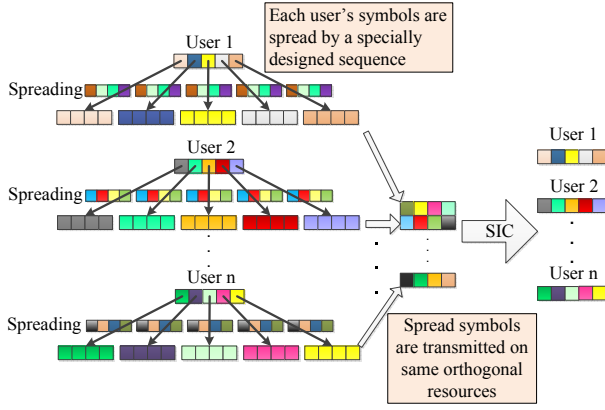 Each user's symbols are
spread by a specially
designed sequence
User 1
Spreading
User 2
Spreading
User n
Spreading
SIC
User 1
User 2
User n
Spread symbols
are transmitted on
same orthogonal
resources